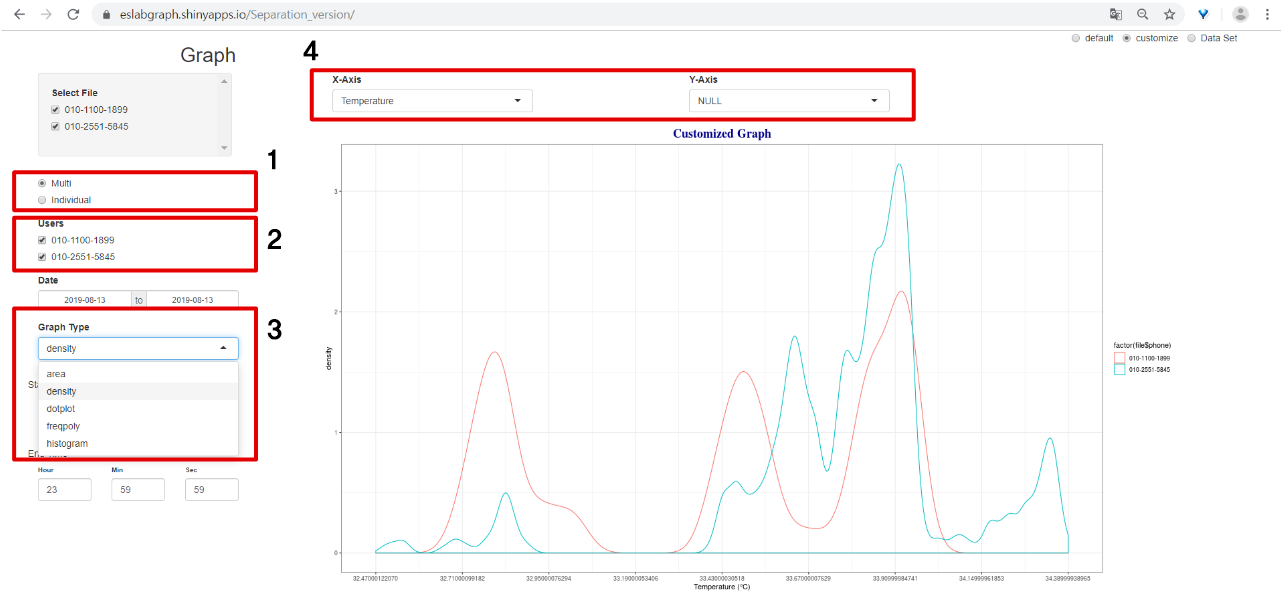 eslabgraph.shinyapps.io/Separation_version/
default customize Data Set
Graph
4
Select File
010-1100-1899
010-2551-5845
X-Axis Y-Axis
Temperature NULL
Customized Graph
1
Multi
Individual
2
Users
010-1100-1899
010-2551-5845
Date
2019-08-13 to 2019-08-13
3
Graph Type
density
area
density
dotplot
freqpoly
histogram
Hour Min Sec
23 59 59
density
3
2
1
0
32.47000122070 32.71000099182 32.95000076294 33.19000053406 33.43000030518 33.67000007629 33.90999984741 34.14999961853 34.38999938965
Temperature (°C)
factor(file$phone)
010-1100-1899
010-2551-5845